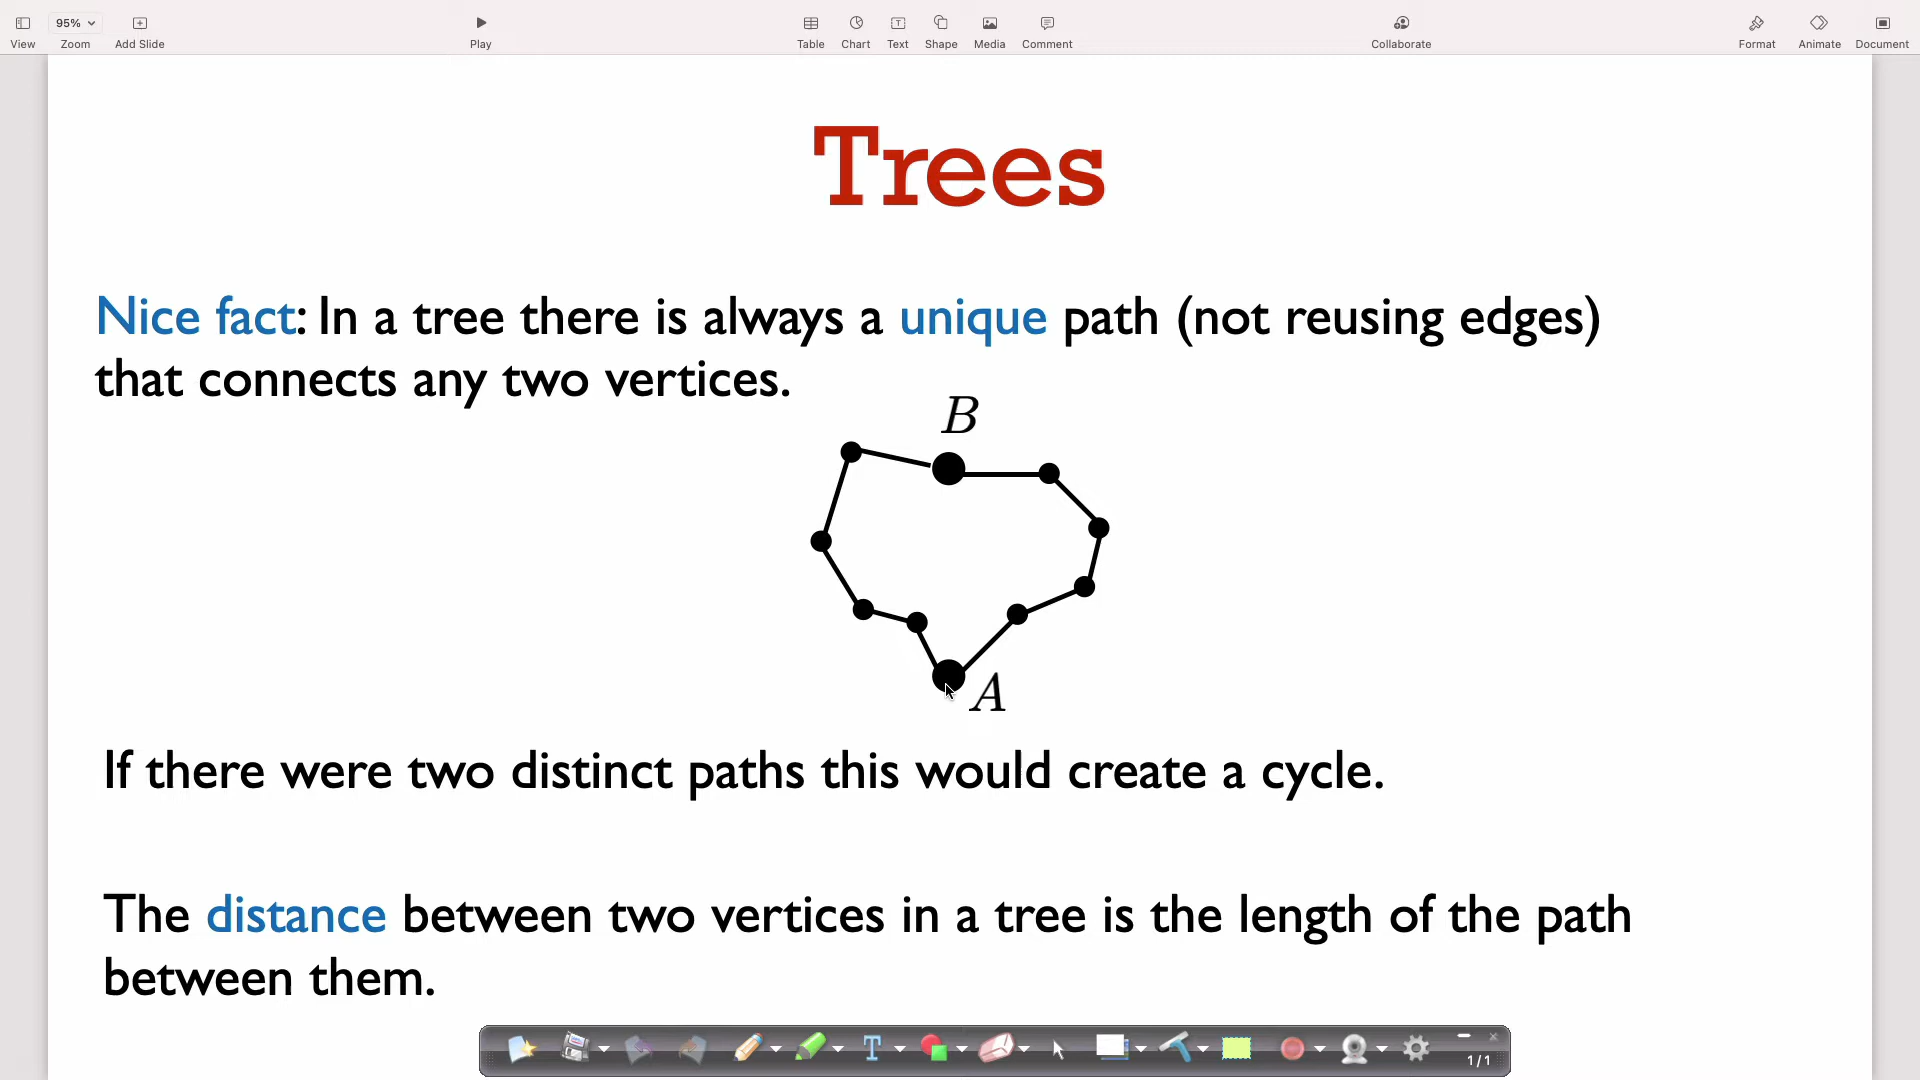 95%
View Zoom Add Slide Play Table Chart Text Shape Media Comment Collaborate Format Animate Document
Trees
Nice fact: In a tree there is always a unique path (not reusing edges)
that connects any two vertices.
B
A
If there were two distinct paths this would create a cycle.
The distance between two vertices in a tree is the length of the path
between them.
1/1